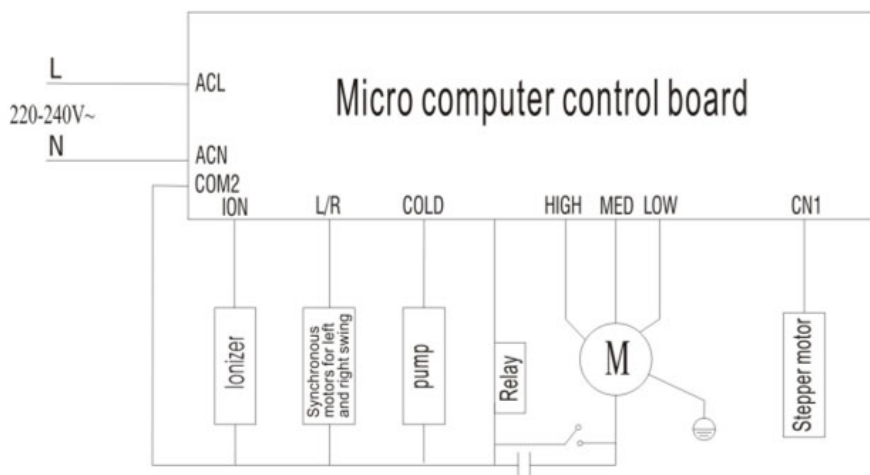 L
ACL
Micro computer control board
220-240V~
N
ACN
COM2
ION L/R COLD HIGH MED LOW CN1
Ionizer
Synchronous
motors for left
and right swing
pump
Relay
M
Stepper motor